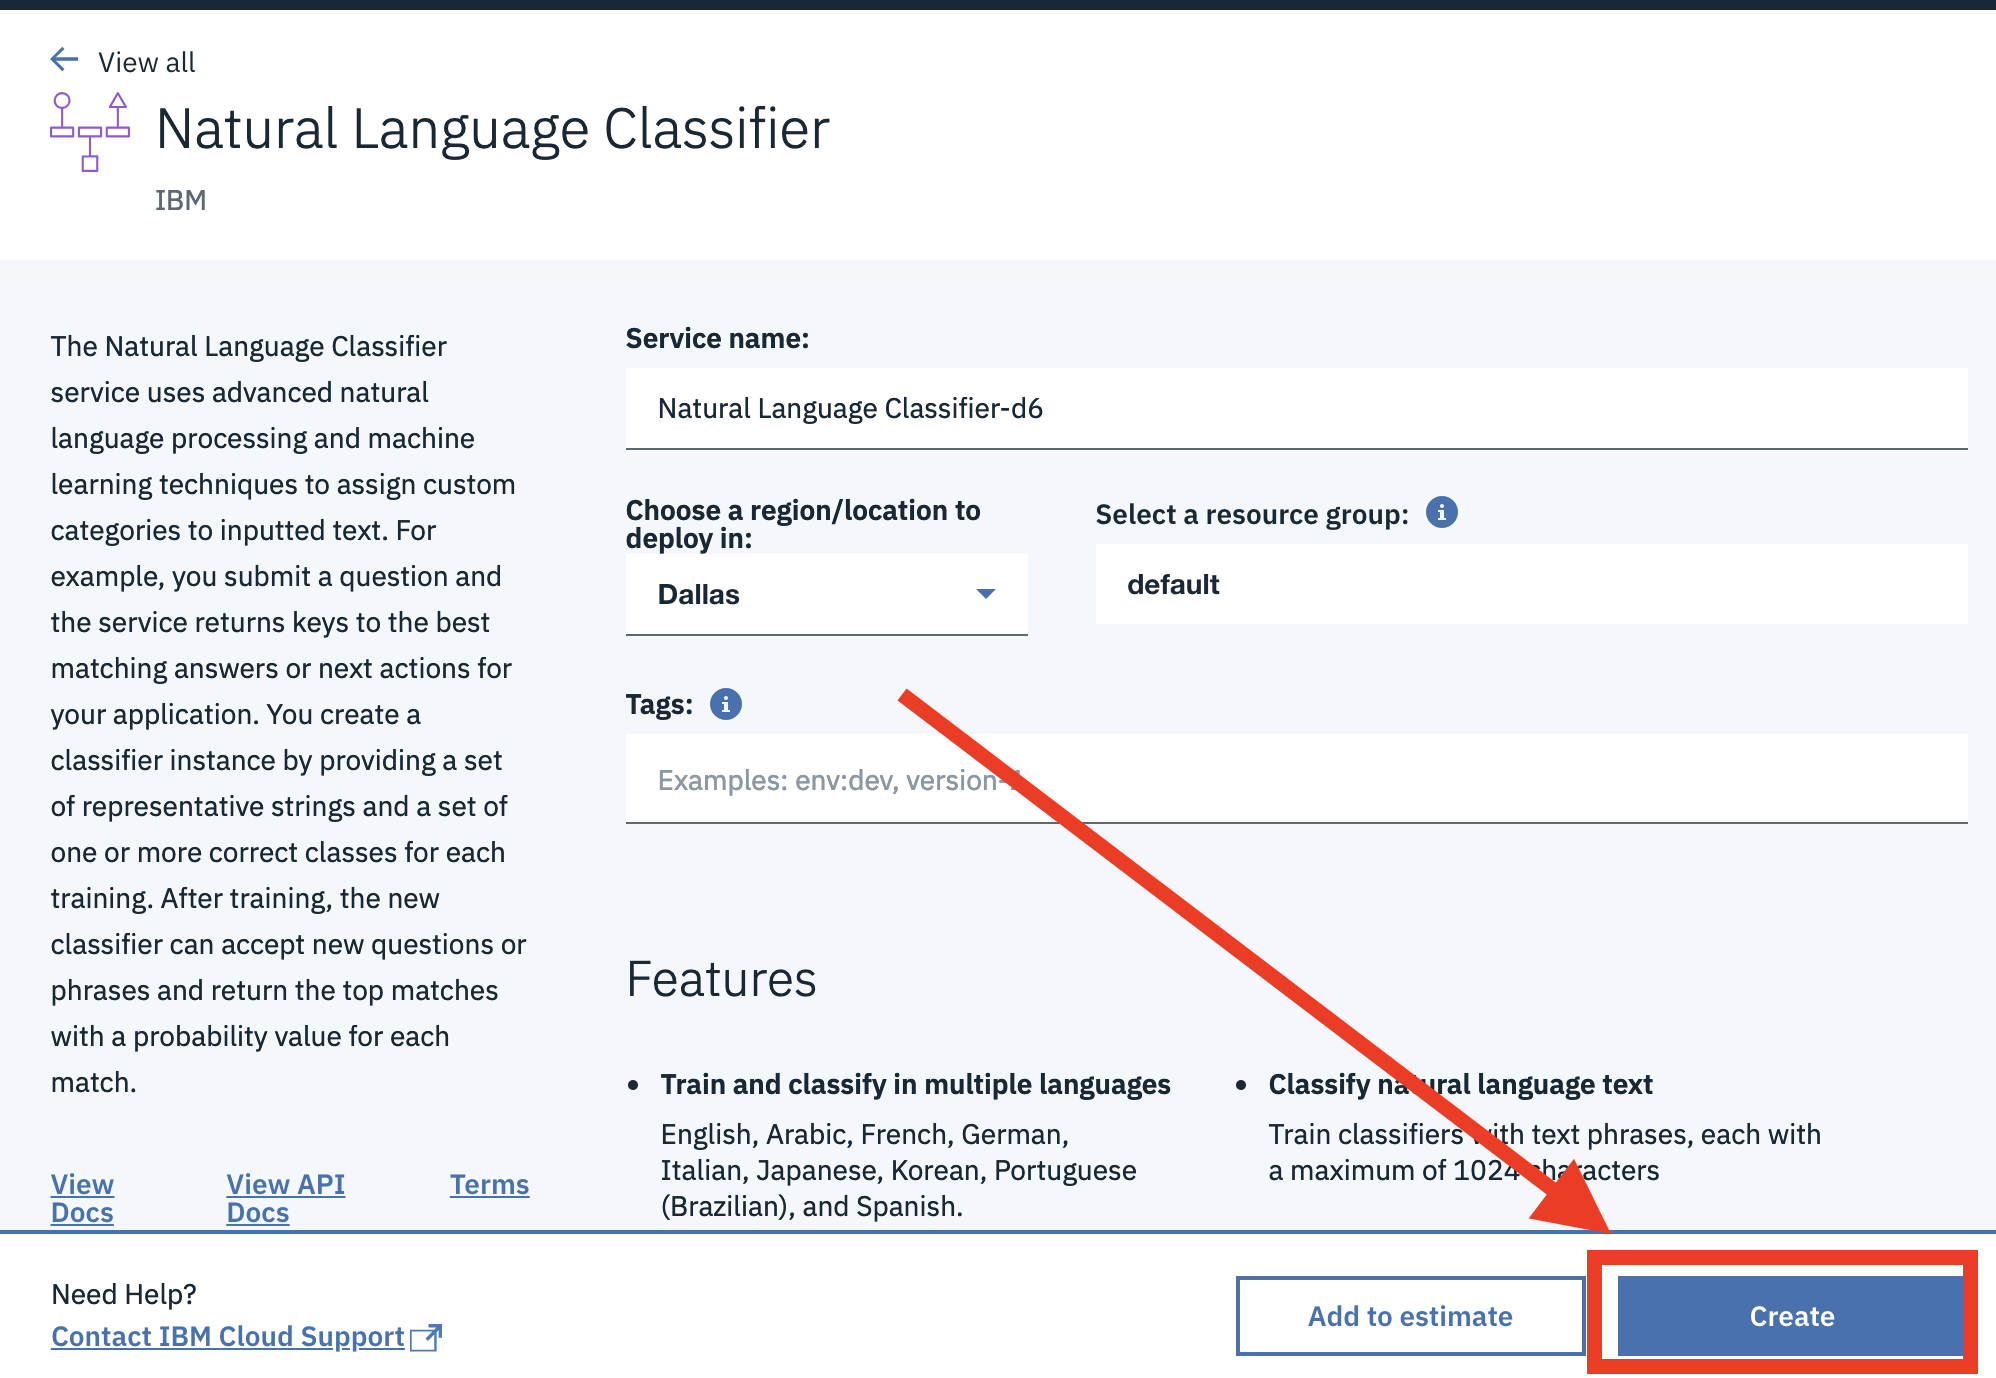 View all
Natural Language Classifier
IBM
The Natural Language Classifier
service uses advanced natural
language processing and machine
learning techniques to assign custom
categories to inputted text. For
example, you submit a question and
the service returns keys to the best
matching answers or next actions for
your application. You create a
classifier instance by providing a set
of representative strings and a set of
one or more correct classes for each
training. After training, the new
classifier can accept new questions or
phrases and return the top matches
with a probability value for each
match.
View
Docs
View API
Docs
Terms
Service name:
Natural Language Classifier-d6
Choose a region/location to
deploy in:
Dallas
Select a resource group:
default
Tags:
Examples: env:dev, version-1
Features
Train and classify in multiple languages
English, Arabic, French, German,
Italian, Japanese, Korean, Portuguese
(Brazilian), and Spanish.
Classify natural language text
Train classifiers with text phrases, each with
a maximum of 1024 characters
Need Help?
Contact IBM Cloud Support
Add to estimate
Create